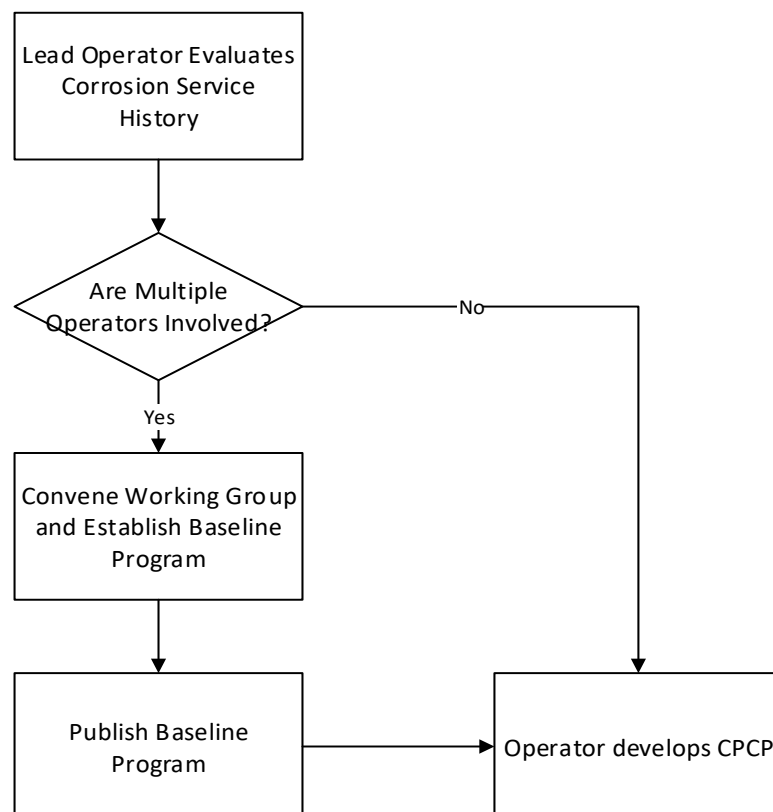 Lead Operator Evaluates
Corrosion Service
History
Are Multiple
Operators Involved?
No
Yes
Convene Working Group
and Establish Baseline
Program
Publish Baseline
Program
Operator develops CPCP